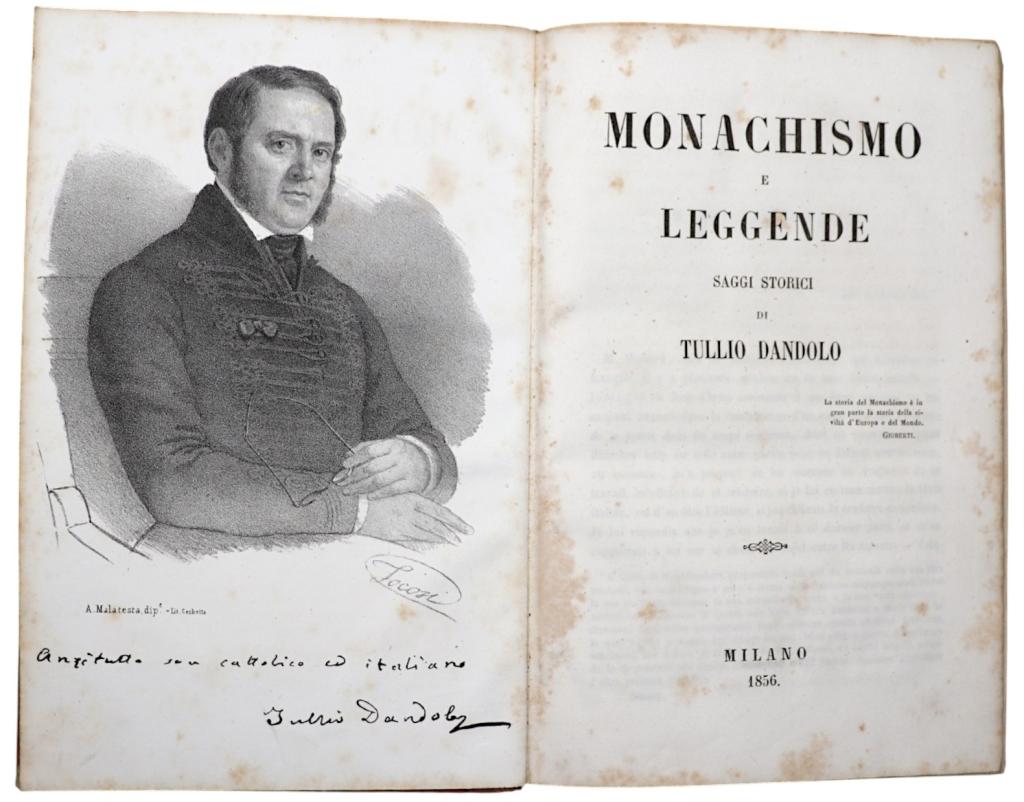 A. Malatesta, dip.ᵉ - Lit. Corbetta
Anzitutto son cattolico ed italiano
Tullio Dandolo
MONACHISMO
E
LEGGENDE
SAGGI STORICI
DI
TULLIO DANDOLO
La storia del Monachismo è in
gran parte la storia della ci-
viltà d'Europa e del Mondo.
GIOBERTI.
MILANO
1856.